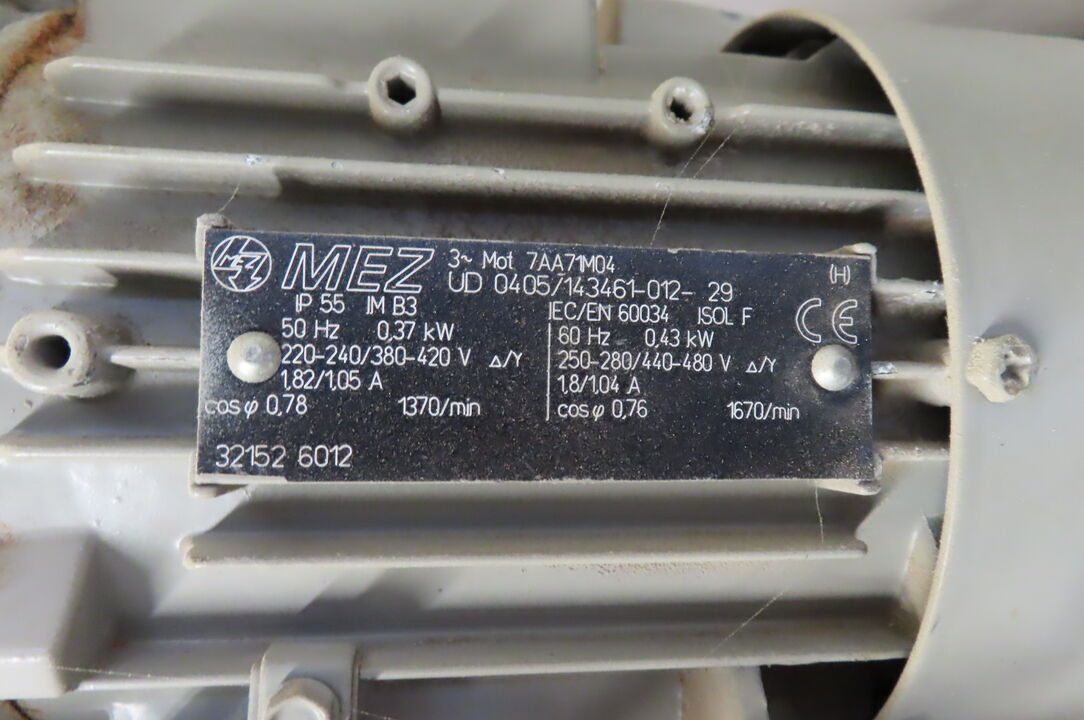 MEZ MEZ 3~ Mot 7AA71M04
UD 0405/143461-012- 29 (H)
IP 55 IM B3 IEC/EN 60034 ISOL F CE
50 Hz 0,37 kW 60 Hz 0,43 kW
220-240/380-420 V △/Y 250-280/440-480 V △/Y
1,82/1,05 A 1,8/1,04 A
cos φ 0,78 1370/min cos φ 0,76 1670/min
32152 6012